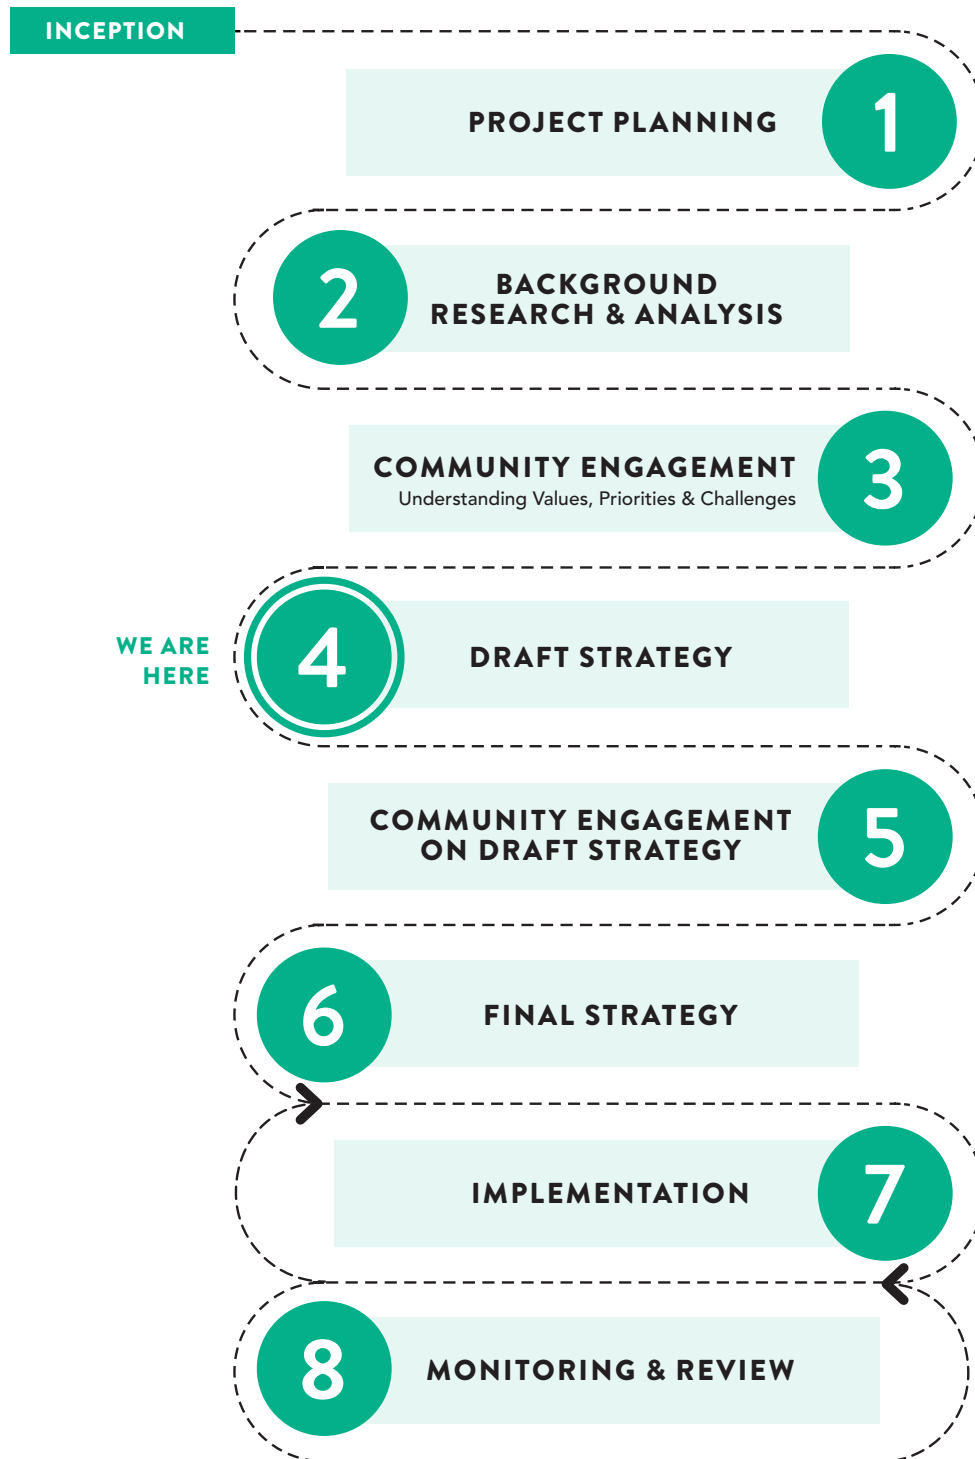 INCEPTION
PROJECT PLANNING
1
2
BACKGROUND
RESEARCH & ANALYSIS
COMMUNITY ENGAGEMENT
Understanding Values, Priorities & Challenges
3
WE ARE
HERE
4
DRAFT STRATEGY
COMMUNITY ENGAGEMENT
ON DRAFT STRATEGY
5
6
FINAL STRATEGY
IMPLEMENTATION
7
8
MONITORING & REVIEW